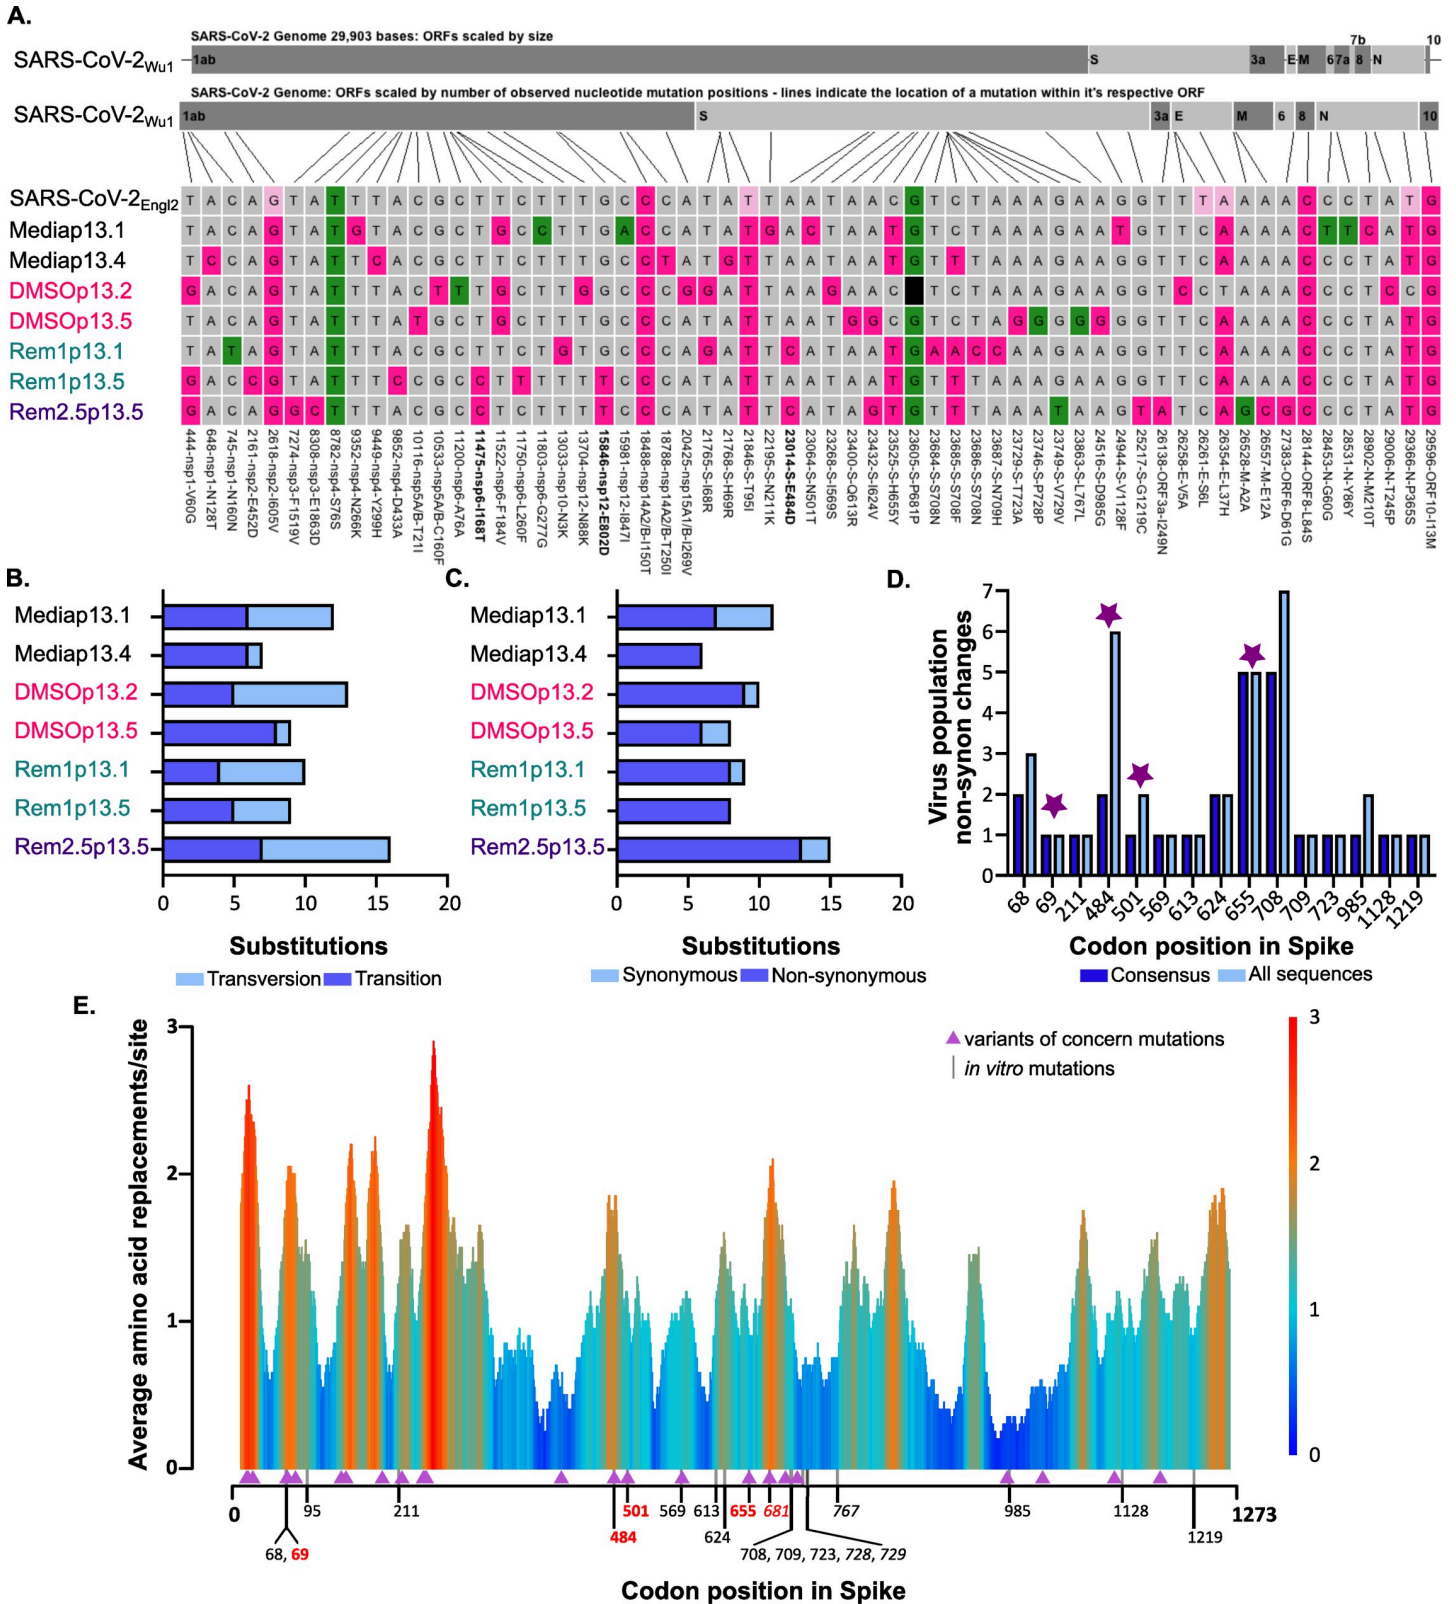 A.
SARS-CoV-2 Genome 29,903 bases: ORFs scaled by size
7b
10
SARS-CoV-2Wu1
1ab S 3a E M 6 7a 8 N
SARS-CoV-2 Genome: ORFs scaled by number of observed nucleotide mutation positions - lines indicate the location of a mutation within it's respective ORF
SARS-CoV-2Wu1
1ab S 3a E M 6 8 N 10
SARS-CoV-2Engl2 T A C A G T A T T T A C G C T T C T T T G C C A T A T T A A T A A C G T C T A A A G A A G G T T T A A A A C C C T A T G
Mediap13.1 T A C A G T A T G T A C G C T G C C T T G A C C A T A T G A C T A A T G T C T A A A G A A T G T T C A A A A C T T C A T G
Mediap13.4 T C C A G T A T T C A C G C T T C T T T G C C T A T G T T A A T A A T G T T T A A A G A A G G T T C A A A A C C C T A T G
DMSOp13.2 G A C A G T A T T T A C T T T G C T T G G C C C G G A T T A A G A A C T C T A A A G A A G G T C T A A A C C C T C C G
DMSOp13.5 T A C A G T A T T T A T G C T G C T T T G C C A T A T T A A T G G C G T C T A G G G G G G G T T C A A A A C C C T A T G
Rem1p13.1 T A T A G T A T T T A C G C T T C T G T G C C C A G A T T C A T A A T G A A C C A A G A A G G T T C A A A A C C C T A T G
Rem1p13.5 G A C C G T A T T T C C G C C T T T T T T C C C A T A T T A A T A A T G T T T A A A G A A G G T T C A A A A C C C T A T G
Rem2.5p13.5 G A C A G G C T T T A C G C C T C T T T T C C C A T A T T C A T A G T G T T T A A A T A A G T A T C A G C G C C C T A T G
4444-nsp1-V60G
648-nsp1-N128T
745-nsp1-N160N
2161-nsp2-E452D
2618-nsp2-I605V
7274-nsp3-F1519V
8308-nsp3-E1863D
8782-nsp4-S76S
9352-nsp4-N266K
9449-nsp4-Y299H
9852-nsp4-D433A
10116-nsp5A/B-T21I
10533-nsp5A/B-C160F
11200-nsp6-A76A
11475-nsp6-I168T
11522-nsp6-F184V
11750-nsp6-L260F
11803-nsp6-G277G
13033-nsp10-N3K
13704-nsp12-N88K
15846-nsp12-E802D
15981-nsp12-I847I
18488-nsp14A2/B-I150T
18788-nsp14A2/B-T250I
20425-nsp15A1/B-I269V
21765-S-I68R
21768-S-H69R
21846-S-T95I
22195-S-N211K
23014-S-E484D
23064-S-N501T
23268-S-I569S
23400-S-Q613R
23432-S-I624V
23525-S-H655Y
23605-S-P681P
23684-S-S708N
23685-S-S708F
23686-S-S708N
23687-S-N709H
23729-S-T723A
23746-S-P728P
23749-S-V729V
23863-S-L767L
24516-S-D985G
24944-S-V1128F
25217-S-G1219C
26138-ORF3a-I249N
26258-E-V5A
26261-E-S6L
26354-E-L37H
26528-M-A2A
26557-M-E12A
27383-ORF6-D61G
28144-ORF8-L84S
28453-N-G60G
28531-N-Y86Y
28902-N-M210T
29006-N-T245P
29366-N-P365S
29596-ORF10-I13M
B.
Mediap13.1
Mediap13.4
DMSOp13.2
DMSOp13.5
Rem1p13.1
Rem1p13.5
Rem2.5p13.5
0 5 10 15 20
Substitutions
Transversion Transition
C.
Mediap13.1
Mediap13.4
DMSOp13.2
DMSOp13.5
Rem1p13.1
Rem1p13.5
Rem2.5p13.5
0 5 10 15 20
Substitutions
Synonymous Non-synonymous
D.
Virus population
non-synon changes
7
6
5
4
3
2
1
0
68 69 211 484 501 569 613 624 655 708 709 723 985 1128 1219
Codon position in Spike
Consensus All sequences
E.
Average amino acid replacements/site
3
2
1
0
variants of concern mutations
in vitro mutations
3
2
1
0
0 95 211 501 569 613 655 681 767 985 1128 1273
484 624 1219
68, 69
708, 709, 723, 728, 729
Codon position in Spike